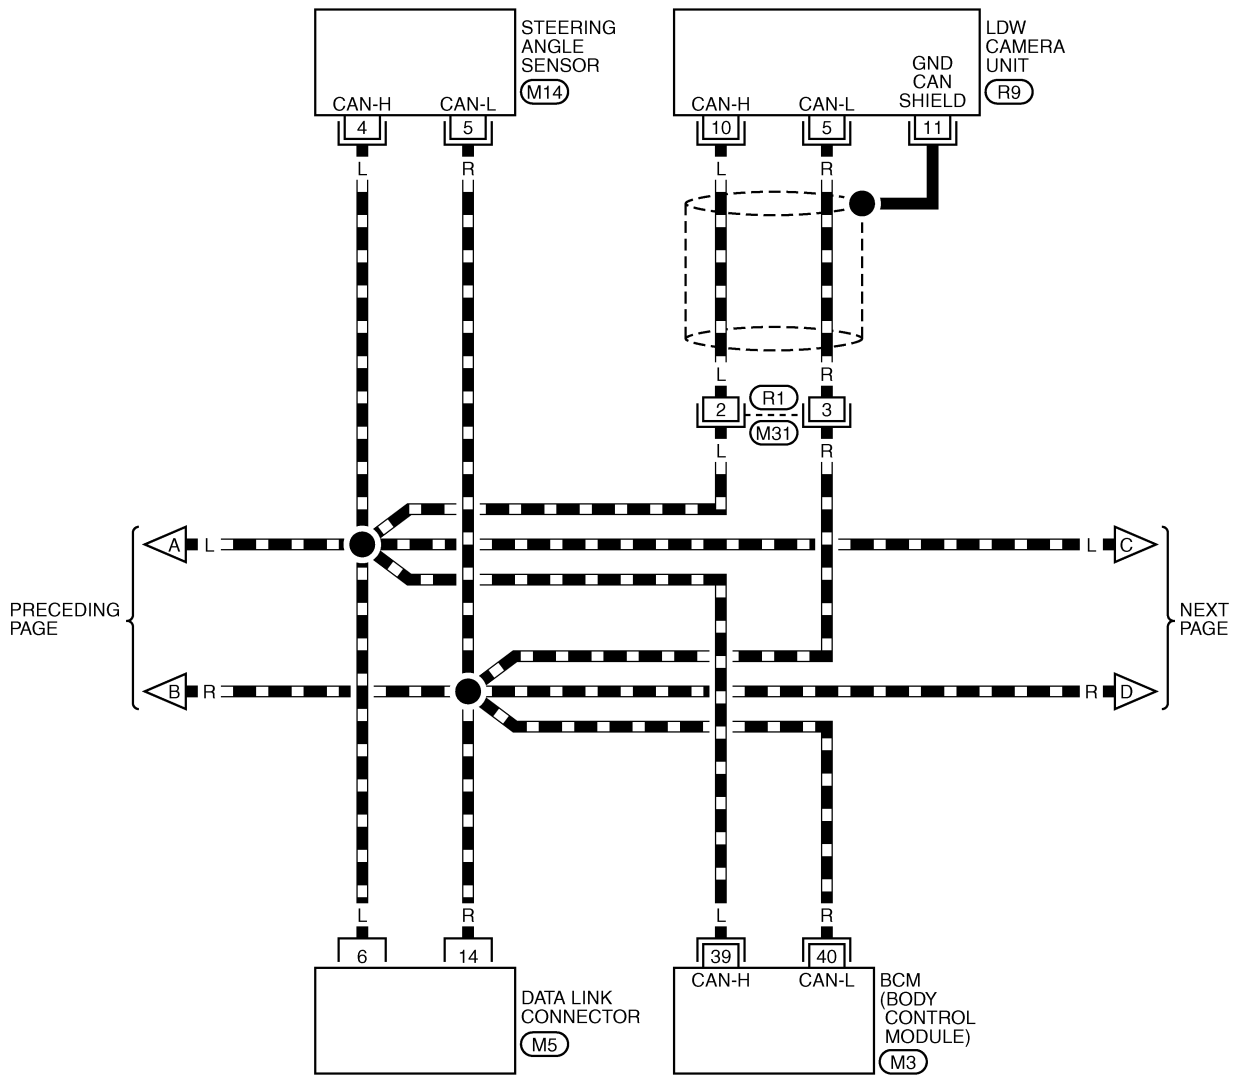 STEERING
ANGLE
SENSOR
M14
CAN-H
CAN-L
4
5
LDW
CAMERA
UNIT
R9
GND
CAN
SHIELD
CAN-H
CAN-L
10
5
11
L
R
L
R
L
R
2
R1
3
M31
L
R
A
L
L
C
PRECEDING
PAGE
NEXT
PAGE
B
R
R
D
L
R
L
R
6
14
39
40
CAN-H
CAN-L
DATA LINK
CONNECTOR
M5
BCM
(BODY
CONTROL
MODULE)
M3